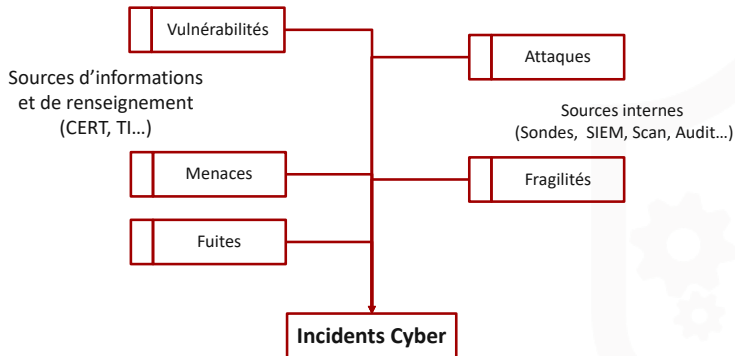 Vulnérabilités
Attaques
Sources d’informations
et de renseignement
(CERT, TI…)
Sources internes
(Sondes, SIEM, Scan, Audit…)
Menaces
Fragilités
Fuites
Incidents Cyber